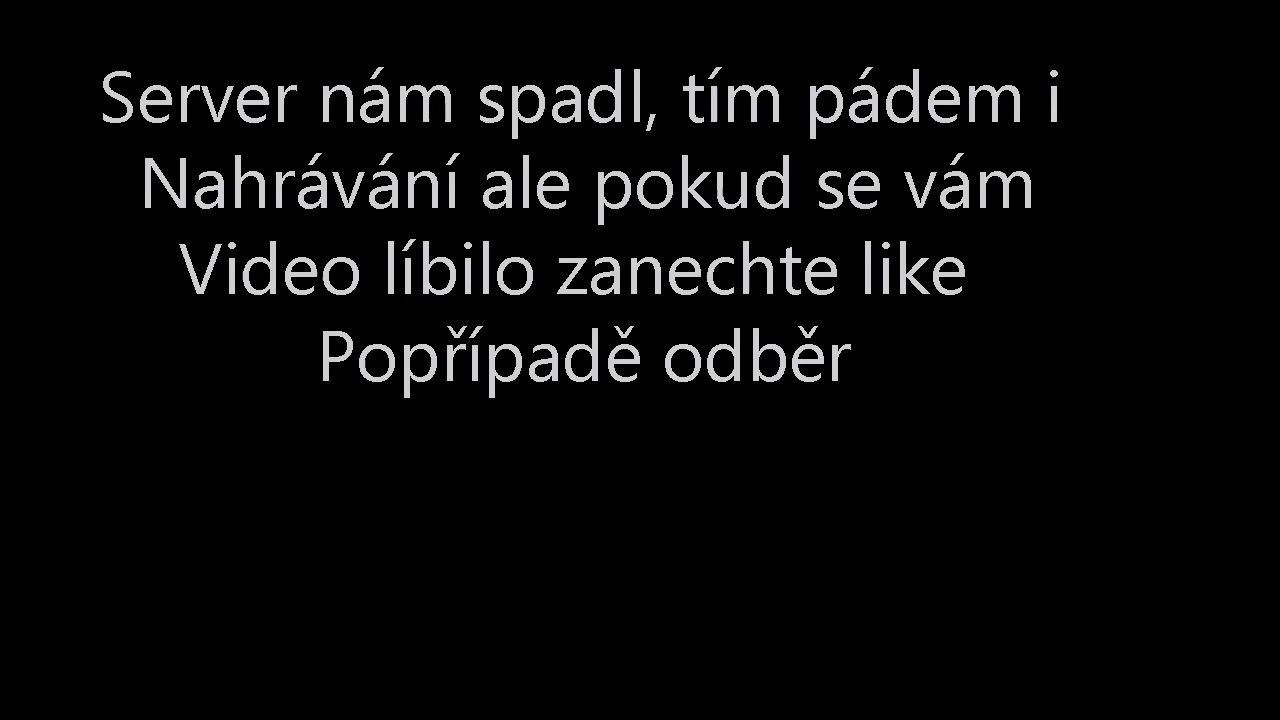 Server nám spadl, tím pádem i
Nahrávání ale pokud se vám
Video líbilo zanechte like
Popřípadě odběr